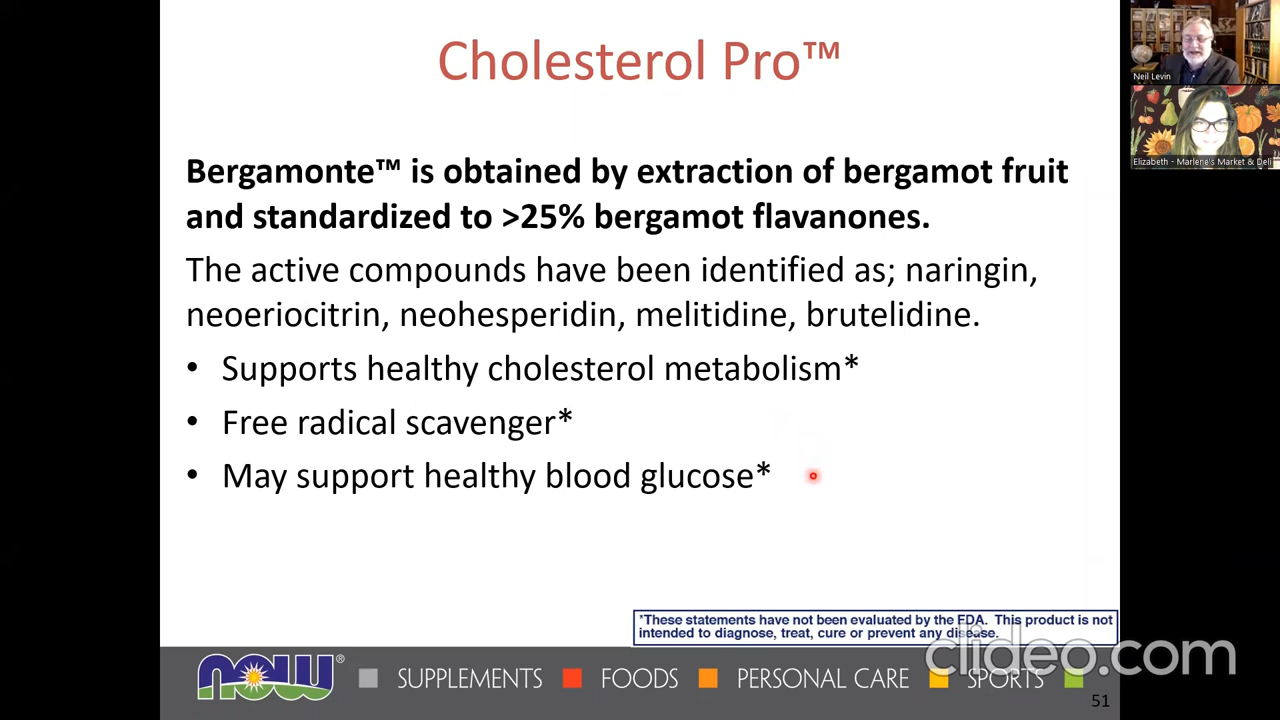 Cholesterol Pro™
Neil Levin
Elizabeth - Marlene's Market & Deli
Bergamonte™ is obtained by extraction of bergamot fruit
and standardized to >25% bergamot flavanones.
The active compounds have been identified as; naringin,
neoeriocitrin, neohesperidin, melitidine, brutelidine.
• Supports healthy cholesterol metabolism*
• Free radical scavenger*
• May support healthy blood glucose*
*These statements have not been evaluated by the FDA. This product is not
intended to diagnose, treat, cure or prevent any disease.
clideo.com
NOW® SUPPLEMENTS FOODS PERSONAL CARE SPORTS
51